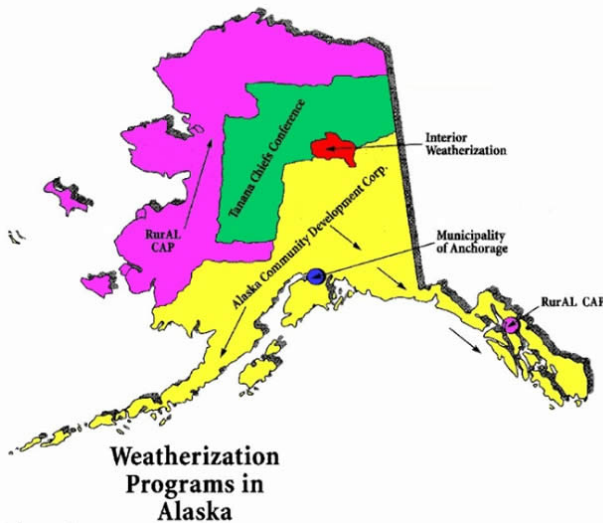 Tanana Chiefs Conference
Interior
Weatherization
RurAL
CAP
Alaska Community Development Corp.
Municipality
of Anchorage
RurAL CAP
Weatherization
Programs in
Alaska